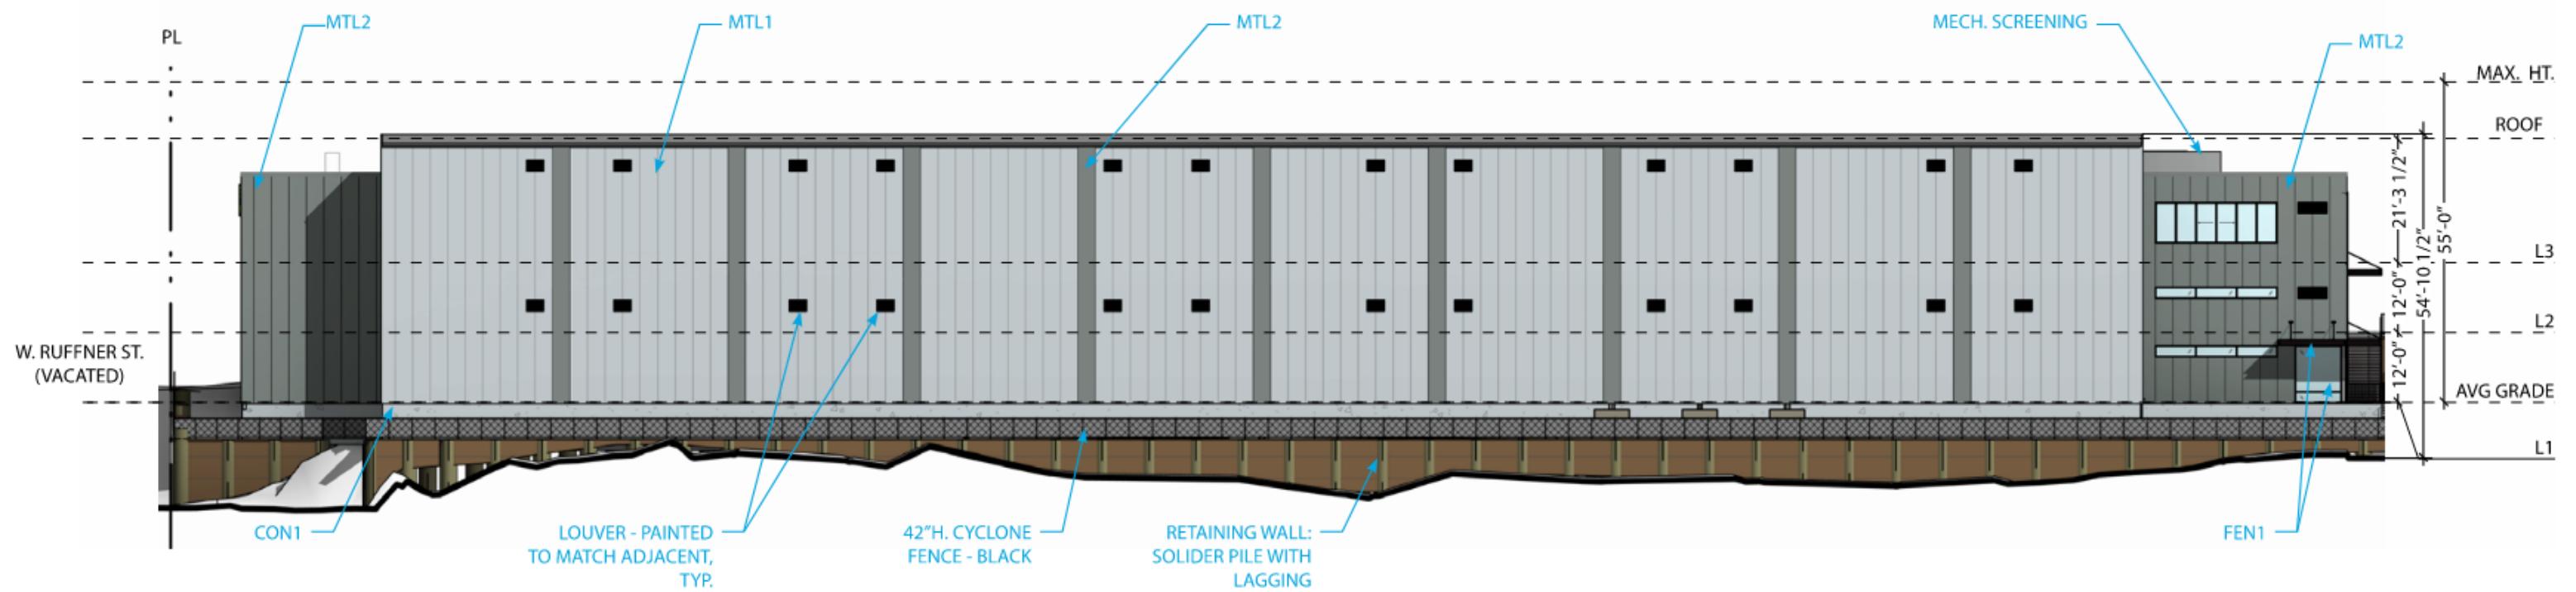 PL
MTL2
MTL1
MTL2
MECH. SCREENING
MTL2
MAX. HT.
ROOF
21'-3 1/2"
54'-10 1/2"
55'-0"
L3
12'-0"
L2
12'-0"
W. RUFFNER ST.
(VACATED)
AVG GRADE
L1
CON1
LOUVER - PAINTED
TO MATCH ADJACENT,
TYP.
42"H. CYCLONE
FENCE - BLACK
RETAINING WALL:
SOLIDER PILE WITH
LAGGING
FEN1